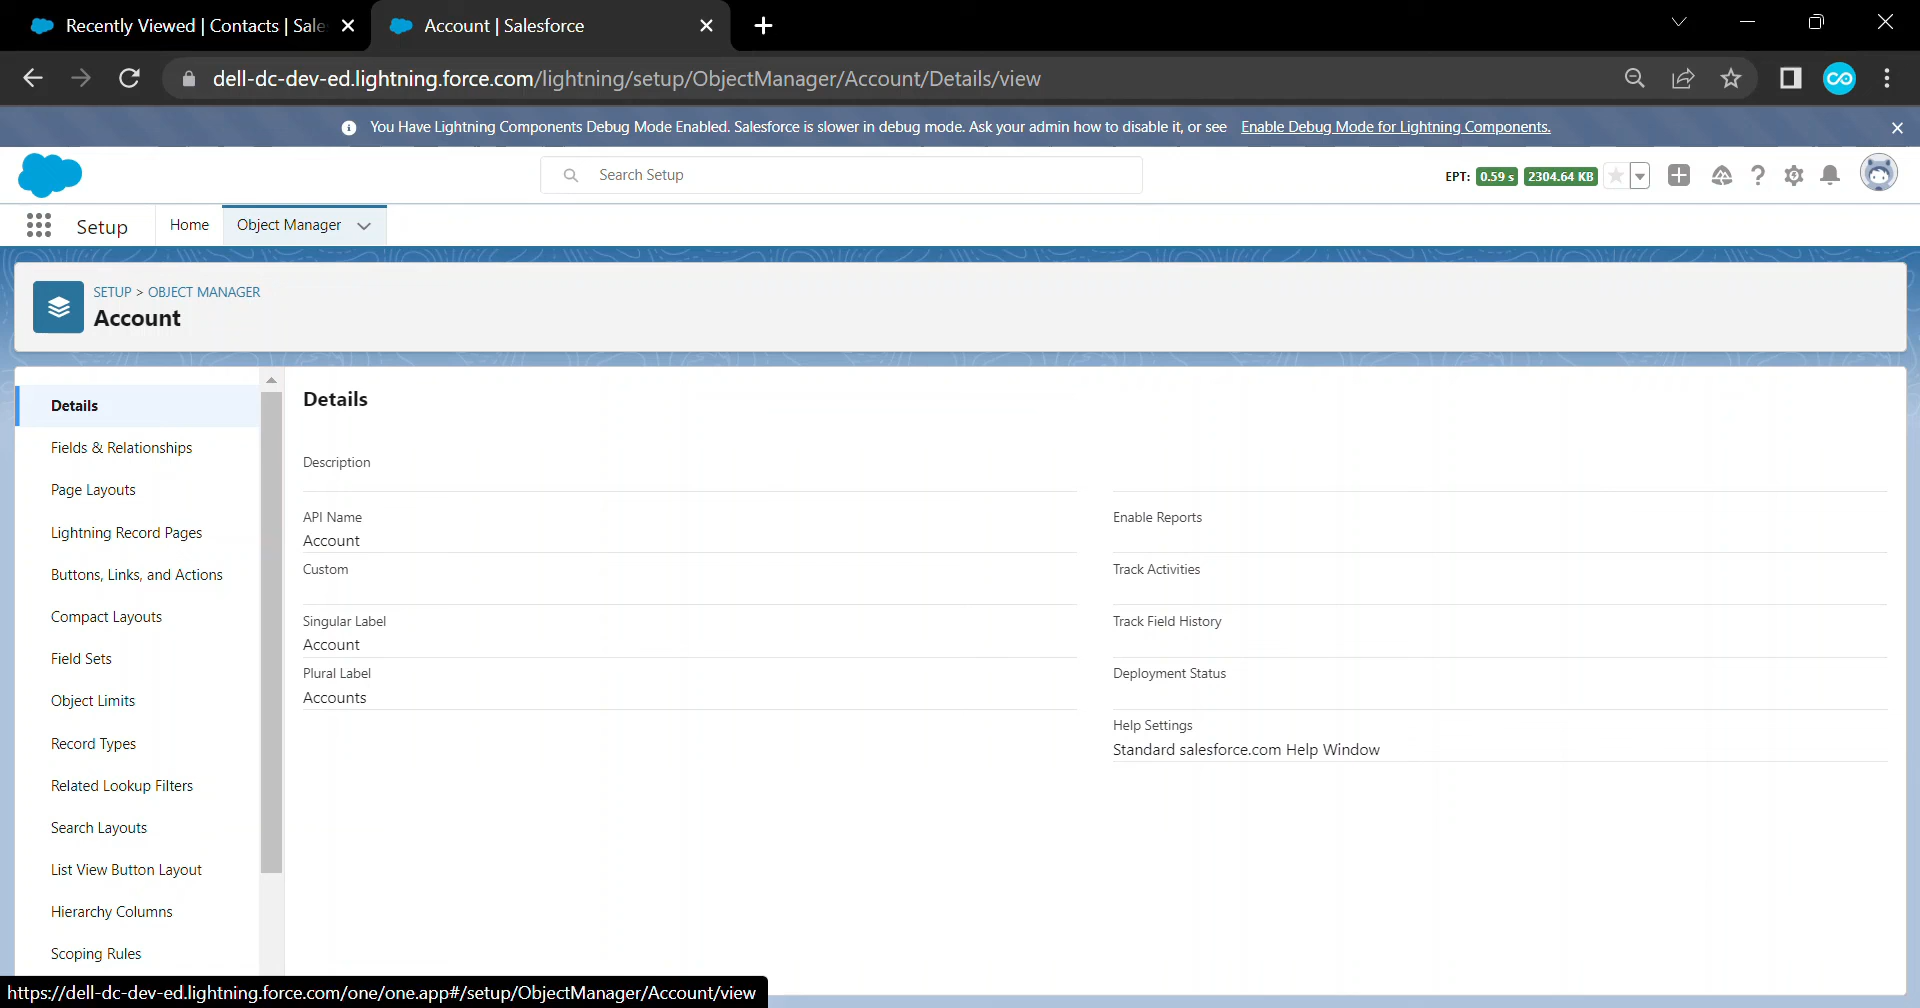 Recently Viewed | Contacts | Sale
Account | Salesforce
dell-dc-dev-ed.lightning.force.com/lightning/setup/ObjectManager/Account/Details/view
You Have Lightning Components Debug Mode Enabled. Salesforce is slower in debug mode. Ask your admin how to disable it, or see Enable Debug Mode for Lightning Components.
Search Setup
EPT: 0.59 s 2304.64 KB
Setup
Home
Object Manager
SETUP > OBJECT MANAGER
Account
Details
Fields & Relationships
Page Layouts
Lightning Record Pages
Buttons, Links, and Actions
Compact Layouts
Field Sets
Object Limits
Record Types
Related Lookup Filters
Search Layouts
List View Button Layout
Hierarchy Columns
Scoping Rules
Details
Description
API Name
Account
Custom
Singular Label
Account
Plural Label
Accounts
Enable Reports
Track Activities
Track Field History
Deployment Status
Help Settings
Standard salesforce.com Help Window
https://dell-dc-dev-ed.lightning.force.com/one/one.app#/setup/ObjectManager/Account/view